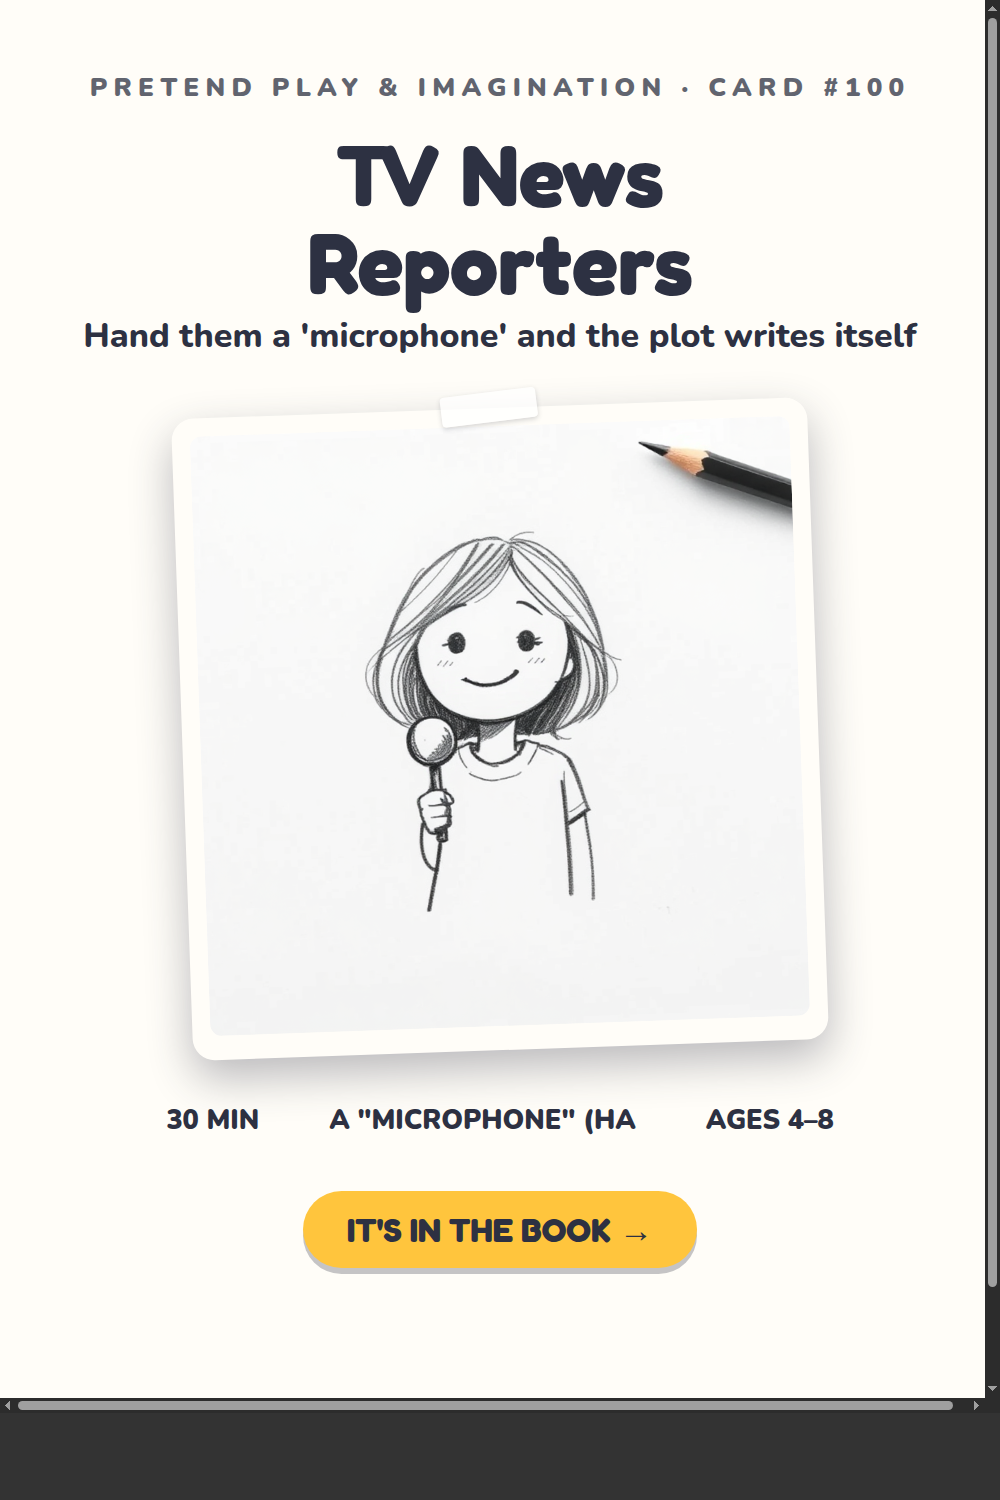 PRETEND PLAY & IMAGINATION · CARD #100
TV News
Reporters
Hand them a 'microphone' and the plot writes itself
30 MIN
A "MICROPHONE" (HA
AGES 4–8
IT'S IN THE BOOK →